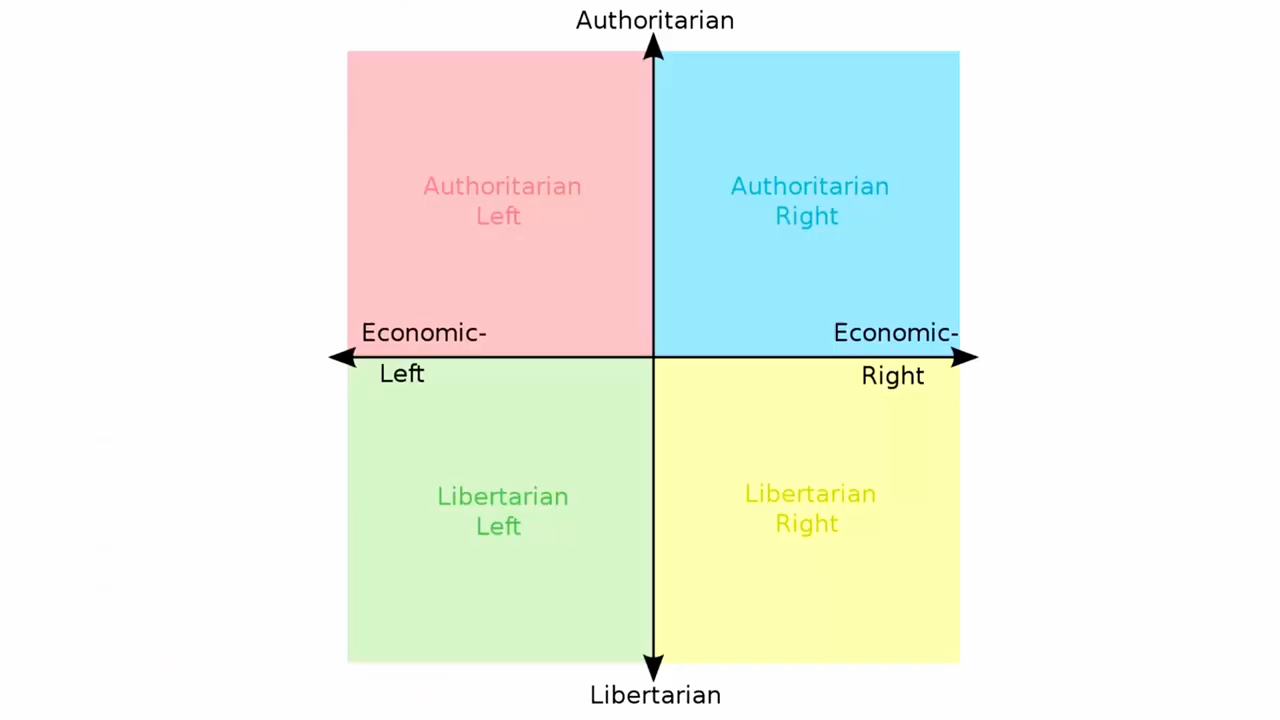 Authoritarian
Authoritarian
Left
Authoritarian
Right
Economic-
Left
Economic-
Right
Libertarian
Left
Libertarian
Right
Libertarian